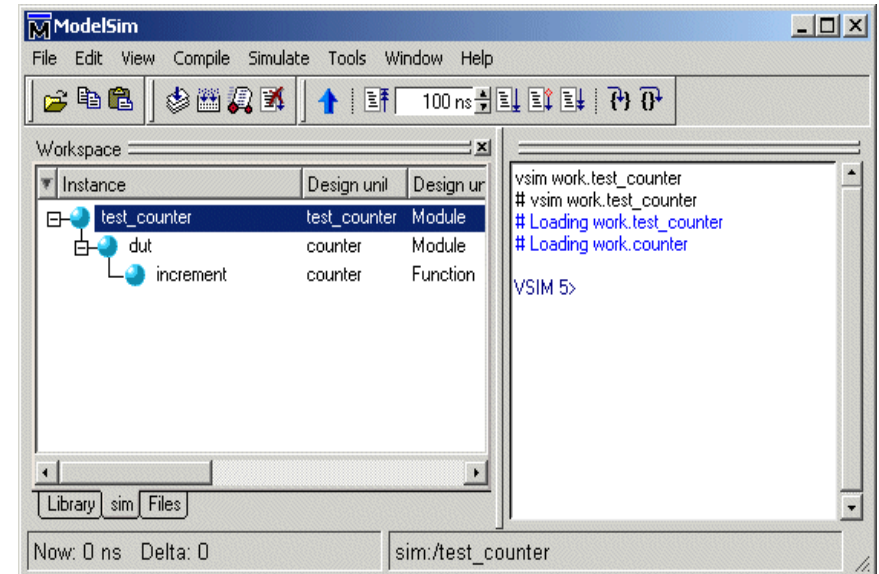 ModelSim
File Edit View Compile Simulate Tools Window Help
100 ns
Workspace
Instance Design unit Design ur
test_counter test_counter Module
dut counter Module
increment counter Function
Library sim Files
vsim work.test_counter
# vsim work.test_counter
# Loading work.test_counter
# Loading work.counter
VSIM 5>
Now: 0 ns Delta: 0 sim:/test_counter